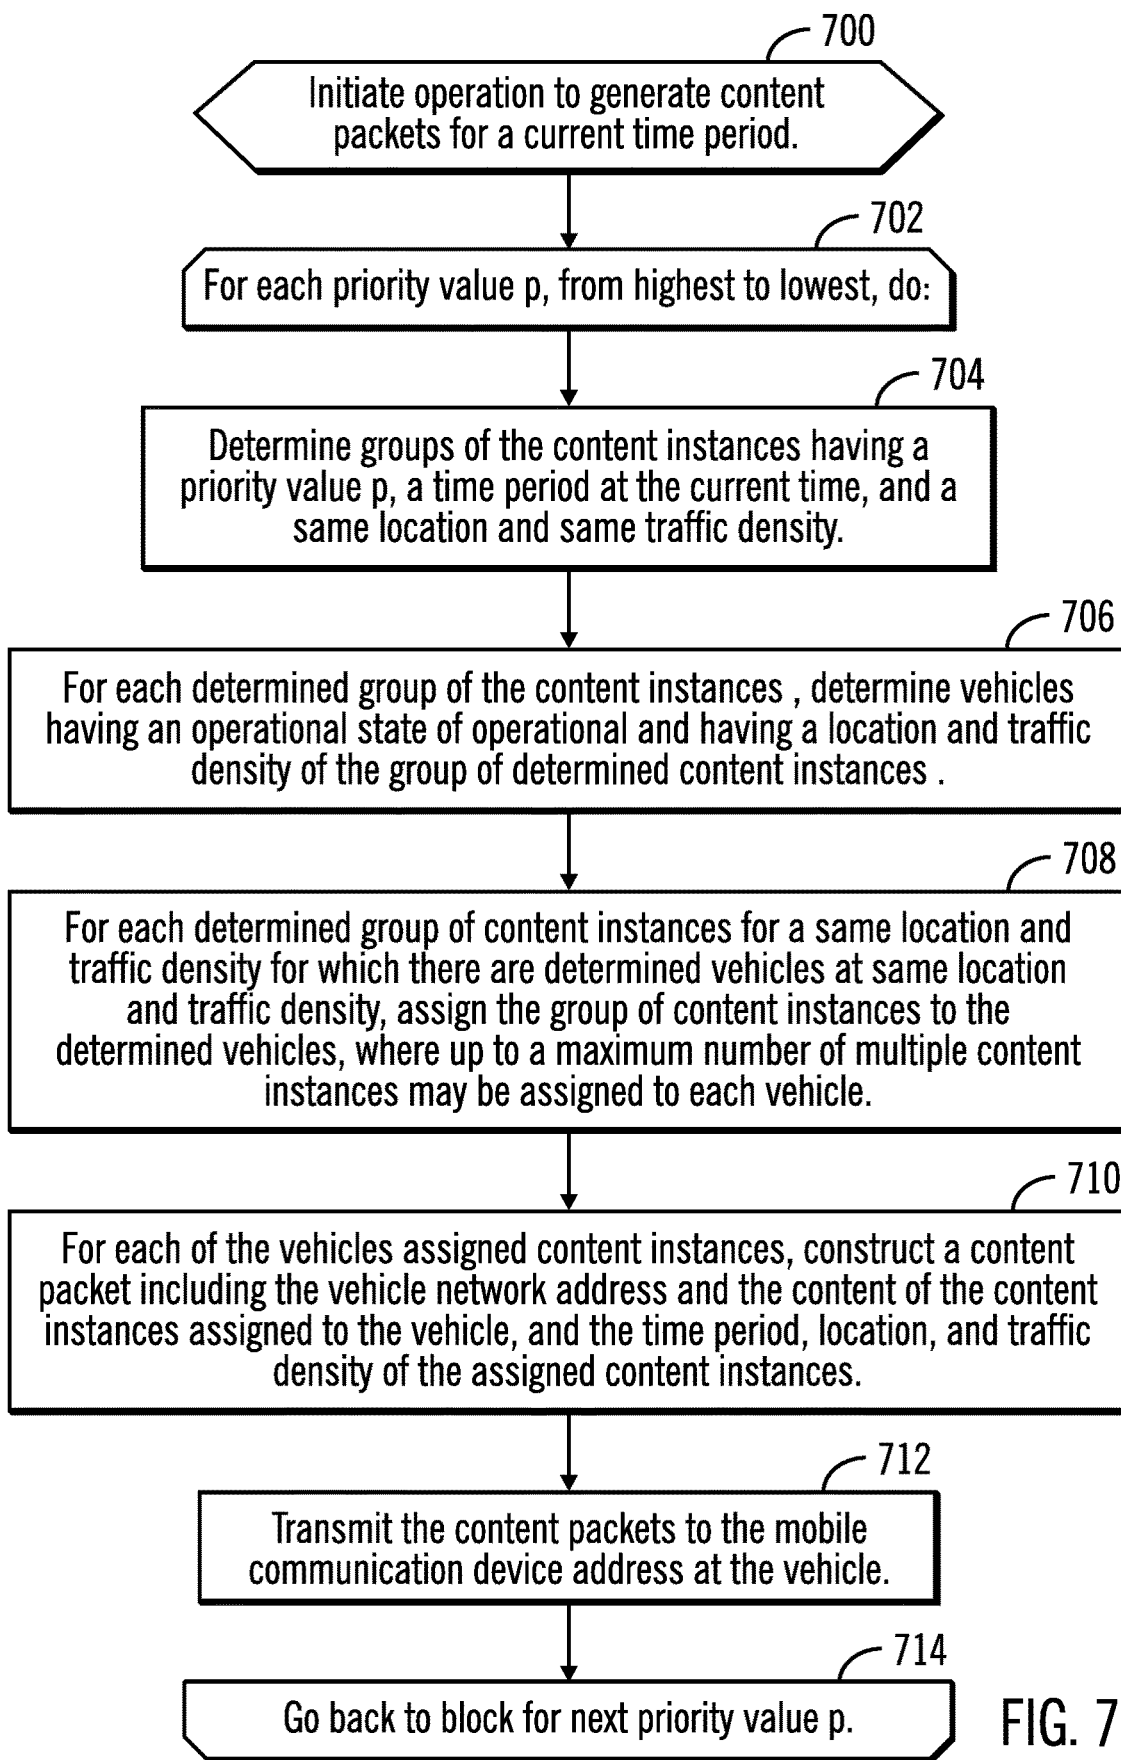 700
Initiate operation to generate content
packets for a current time period.
702
For each priority value p, from highest to lowest, do:
704
Determine groups of the content instances having a
priority value p, a time period at the current time, and a
same location and same traffic density.
706
For each determined group of the content instances , determine vehicles
having an operational state of operational and having a location and traffic
density of the group of determined content instances .
708
For each determined group of content instances for a same location and
traffic density for which there are determined vehicles at same location
and traffic density, assign the group of content instances to the
determined vehicles, where up to a maximum number of multiple content
instances may be assigned to each vehicle.
710
For each of the vehicles assigned content instances, construct a content
packet including the vehicle network address and the content of the content
instances assigned to the vehicle, and the time period, location, and traffic
density of the assigned content instances.
712
Transmit the content packets to the mobile
communication device address at the vehicle.
714
Go back to block for next priority value p.
FIG. 7